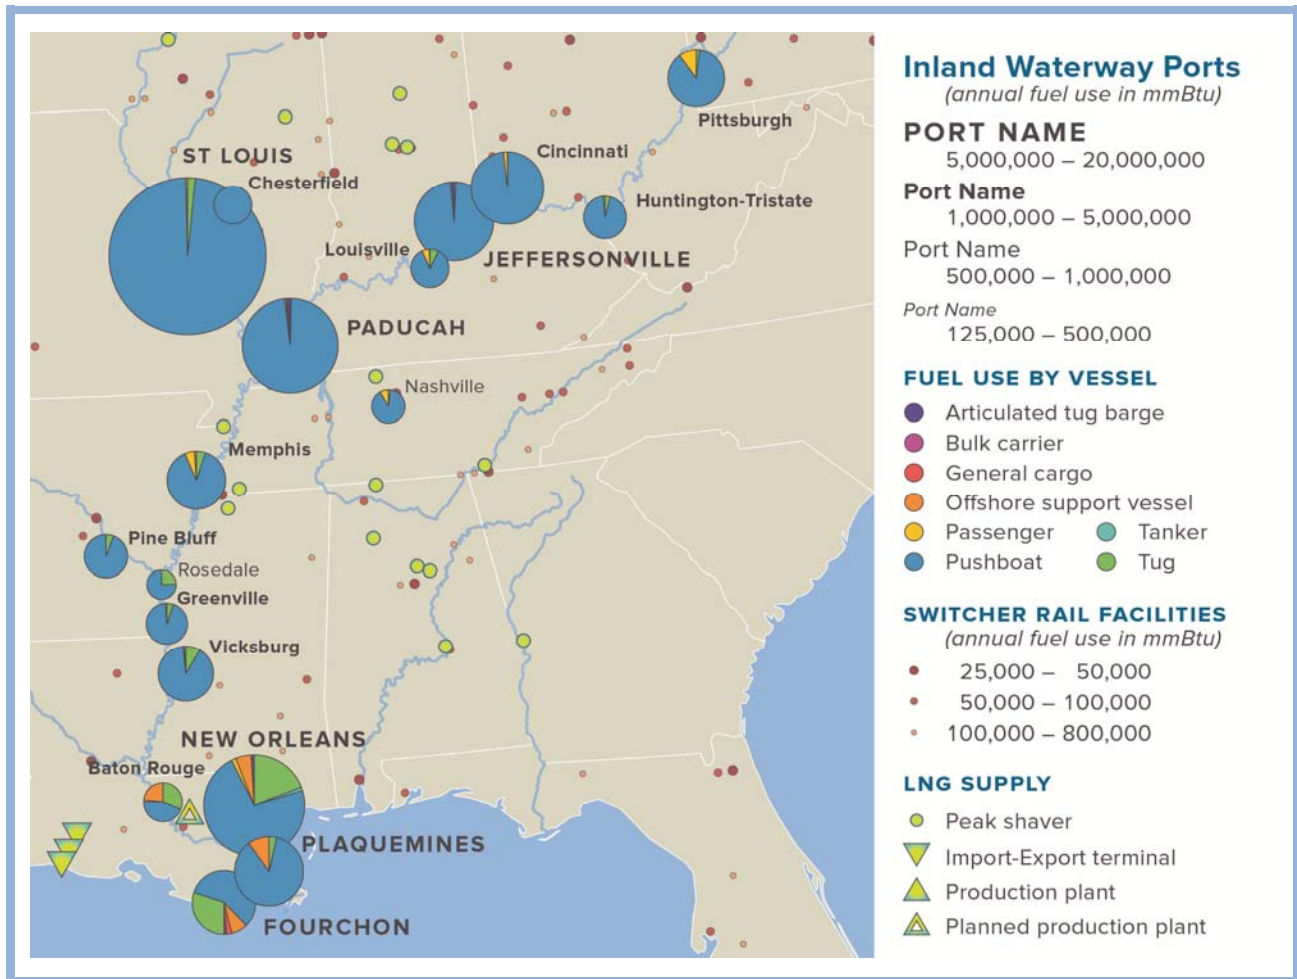 Pittsburgh
Cincinnati
ST LOUIS
Chesterfield
Huntington-Tristate
Louisville
JEFFERSONVILLE
PADUCAH
Nashville
Memphis
Pine Bluff
Rosedale
Greenville
Vicksburg
NEW ORLEANS
Baton Rouge
PLAQUEMINES
FOURCHON
Inland Waterway Ports
(annual fuel use in mmBtu)
PORT NAME
5,000,000 – 20,000,000
Port Name
1,000,000 – 5,000,000
Port Name
500,000 – 1,000,000
Port Name
125,000 – 500,000
FUEL USE BY VESSEL
Articulated tug barge
Bulk carrier
General cargo
Offshore support vessel
Passenger Tanker
Pushboat Tug
SWITCHER RAIL FACILITIES
(annual fuel use in mmBtu)
25,000 – 50,000
50,000 – 100,000
100,000 – 800,000
LNG SUPPLY
Peak shaver
Import-Export terminal
Production plant
Planned production plant